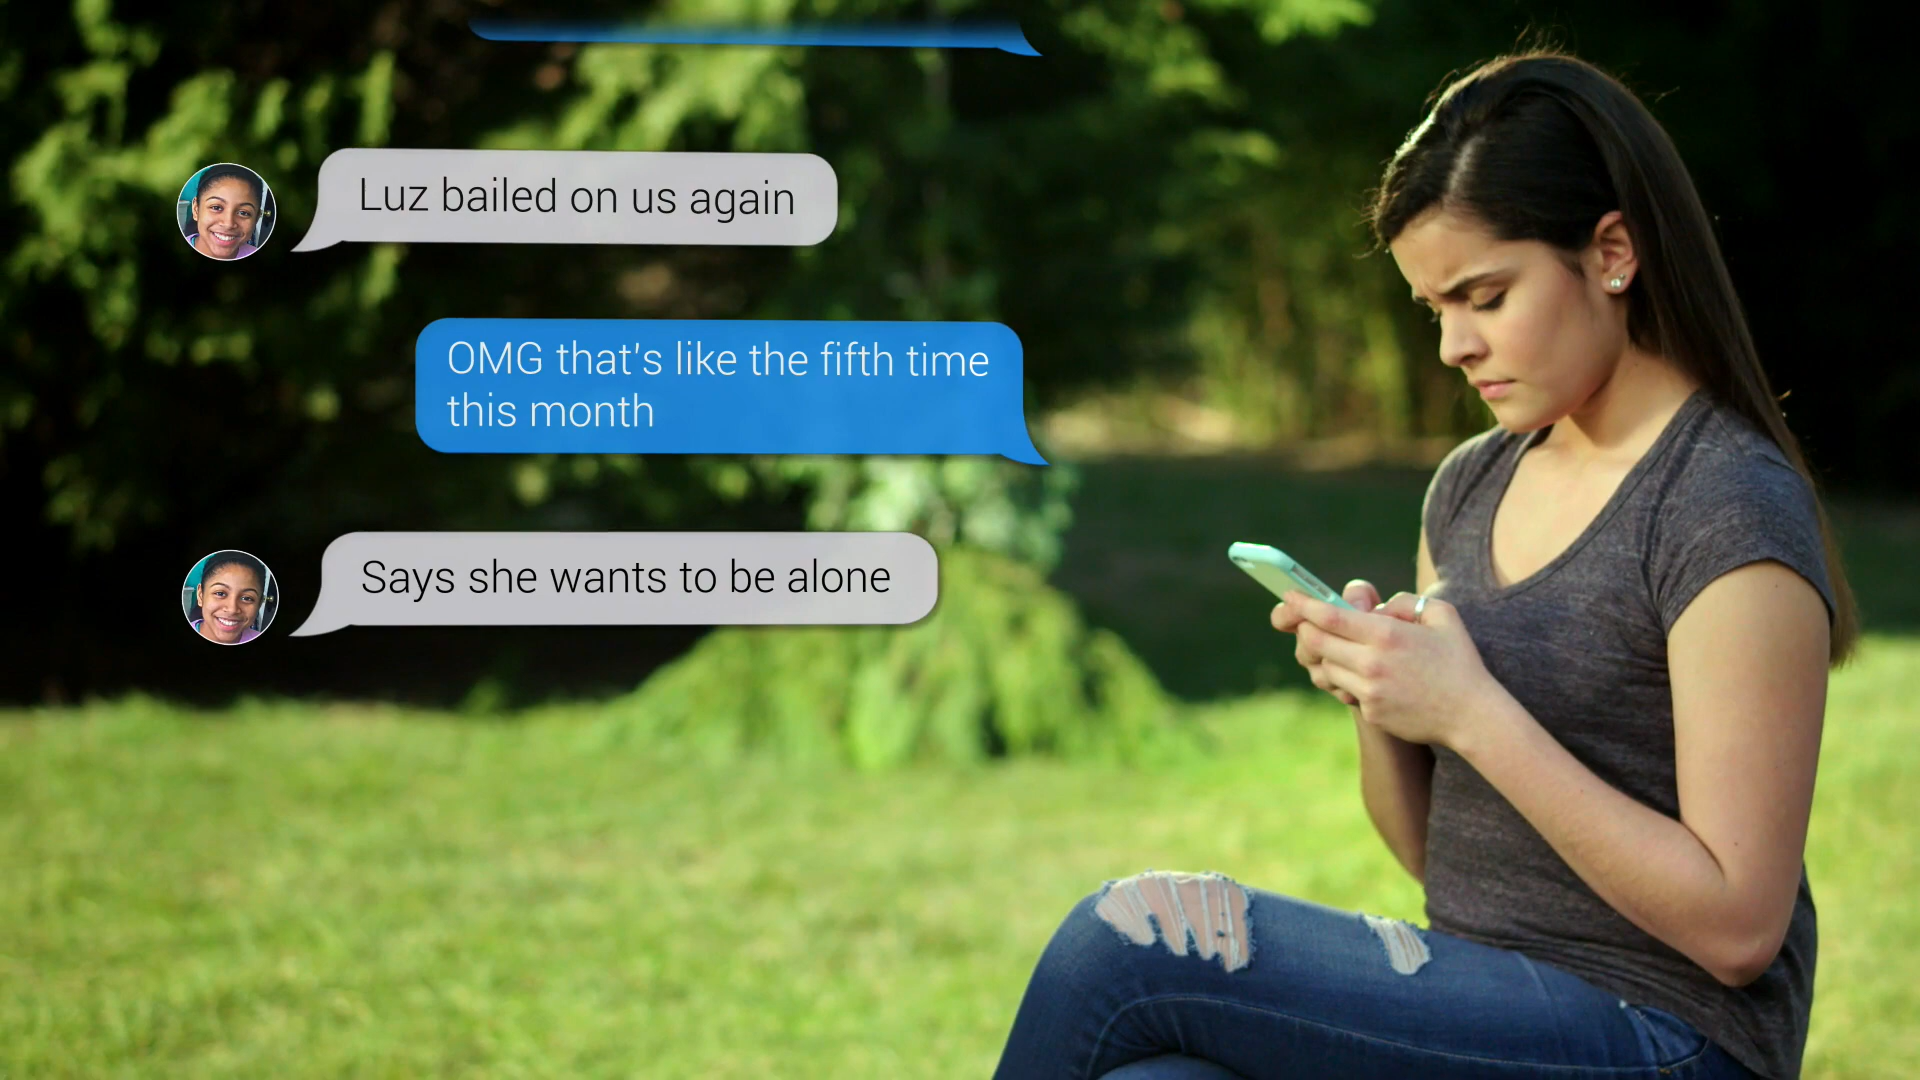 Luz bailed on us again
OMG that's like the fifth time
this month
Says she wants to be alone